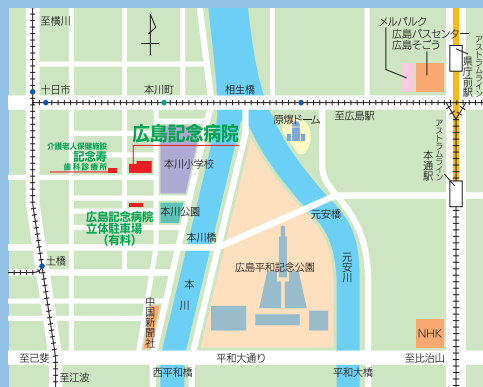 至横川
メルパルク
広島バスセンター
広島そごう
アストラムライン
県庁前駅
十日市
本川町
相生橋
原爆ドーム
至広島駅
アストラムライン
本通駅
広島記念病院
介護老人保健施設
記念寿
歯科診療所
本川小学校
広島記念病院
立体駐車場
(有料)
本川公園
本川橋
元安橋
土橋
本川
広島平和記念公園
元安川
中国新聞社
NHK
至己斐
平和大通り
至比治山
至江波
西平和橋
平和大橋